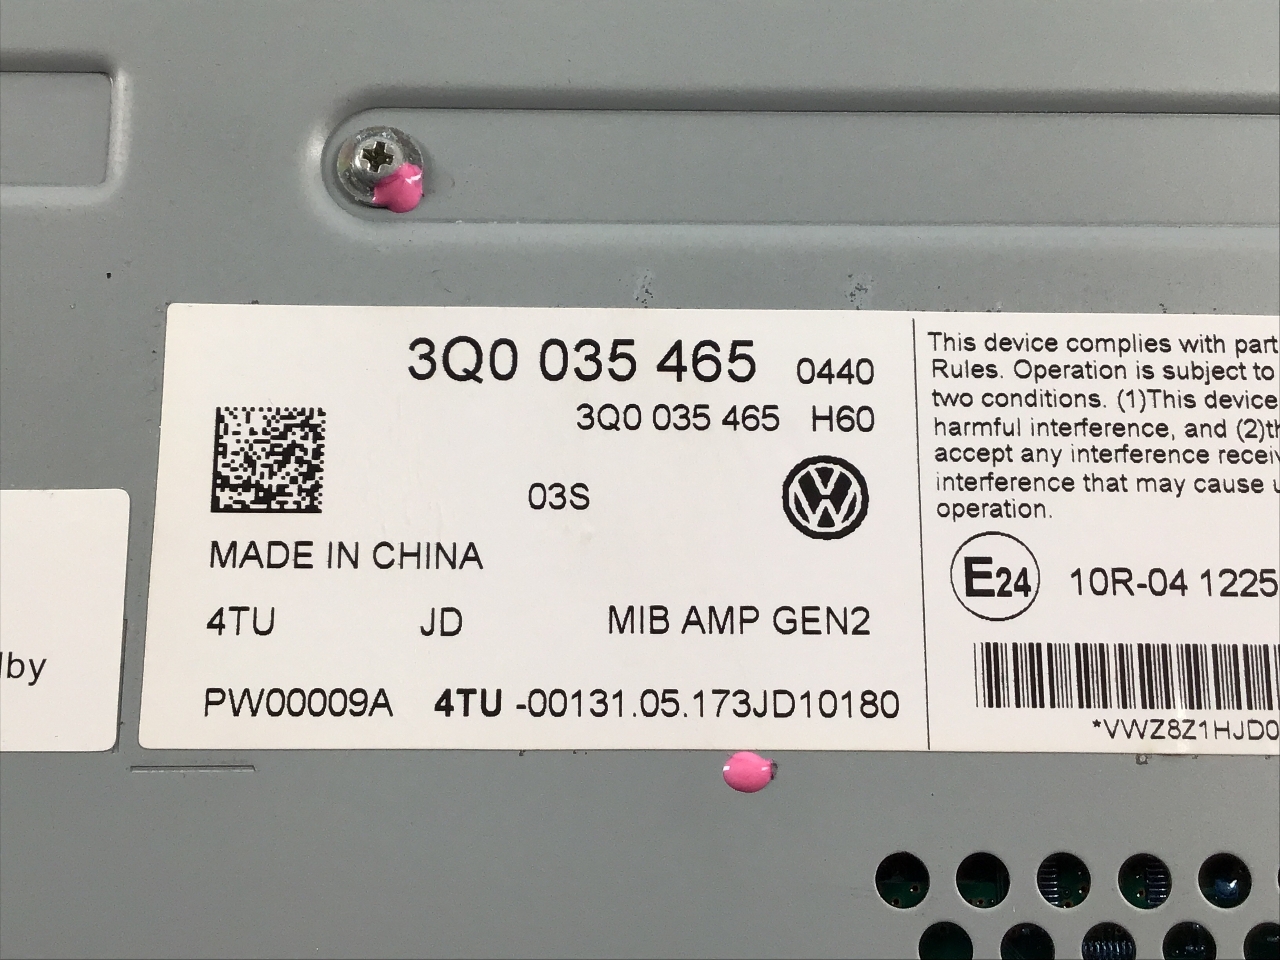 3Q0 035 465 0440
3Q0 035 465 H60
03S
MADE IN CHINA
4TU JD MIB AMP GEN2
PW00009A 4TU -00131.05.173JD10180
This device complies with part
Rules. Operation is subject to
two conditions. (1)This device
harmful interference, and (2)th
accept any interference receiv
interference that may cause u
operation.
E24 10R-04 1225
*VWZ8Z1HJD0
lby